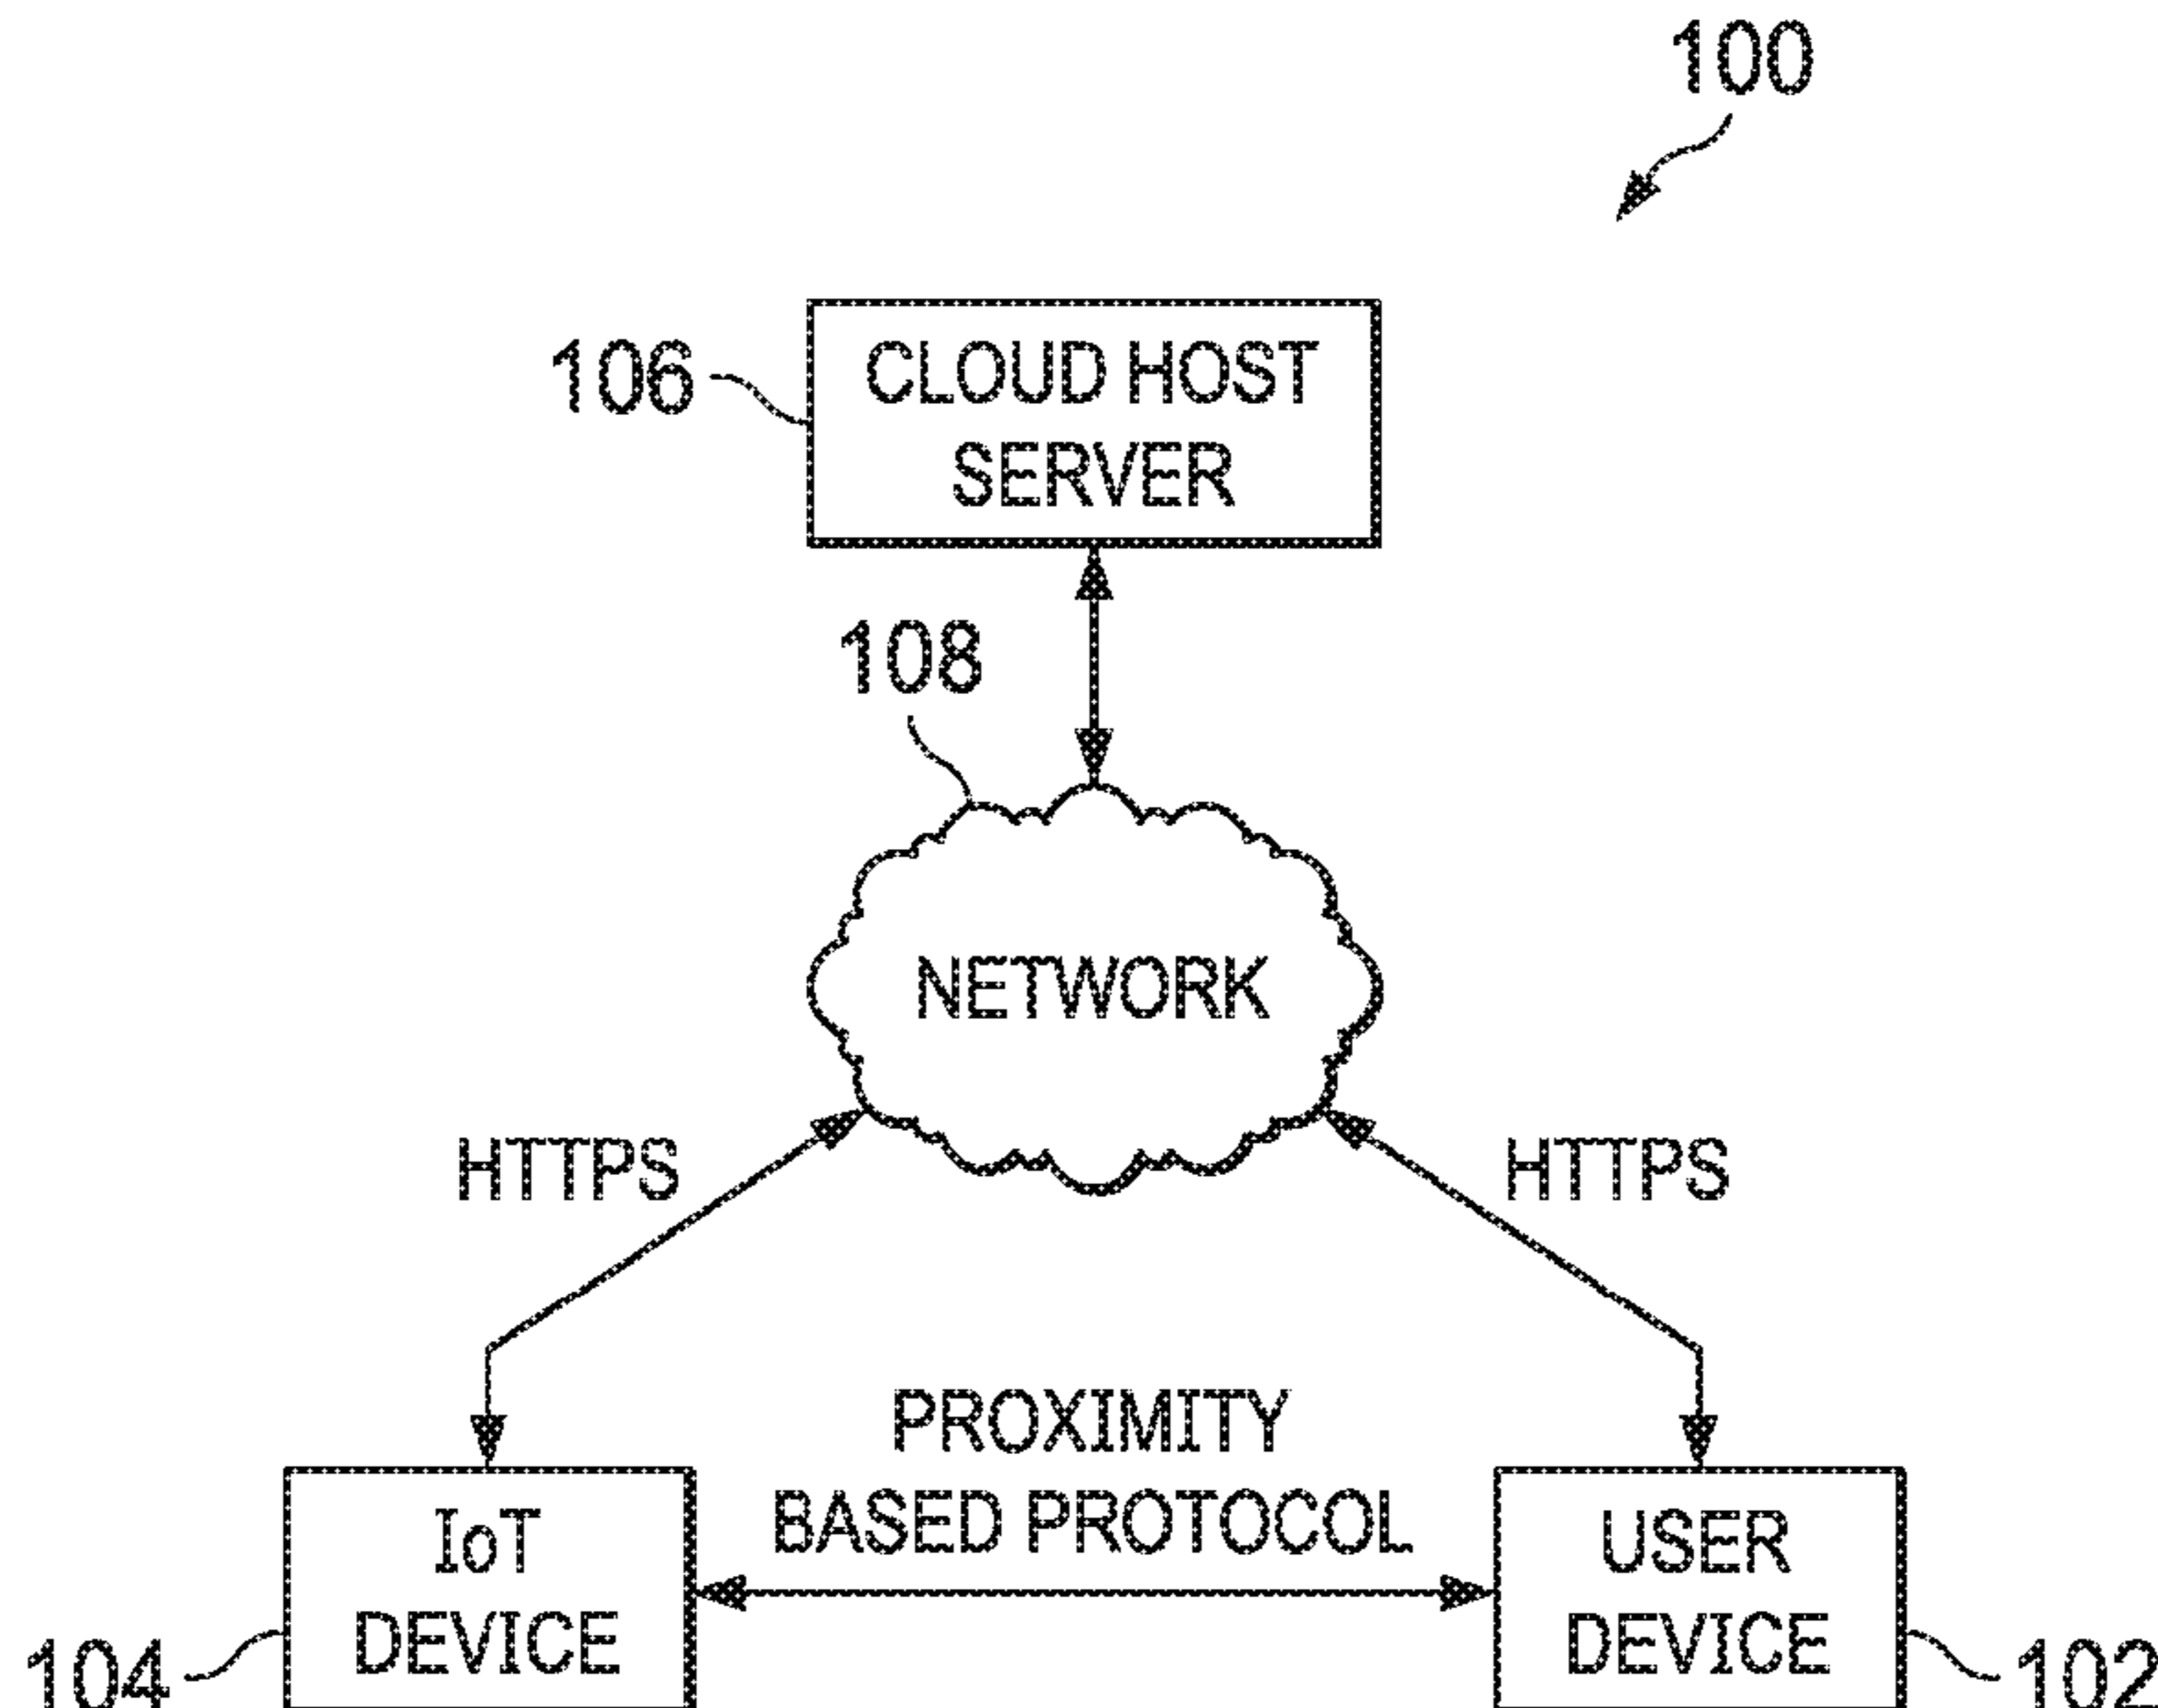 100
106
CLOUD HOST
SERVER
108
NETWORK
HTTPS
HTTPS
PROXIMITY
BASED PROTOCOL
IoT
DEVICE
USER
DEVICE
104
102